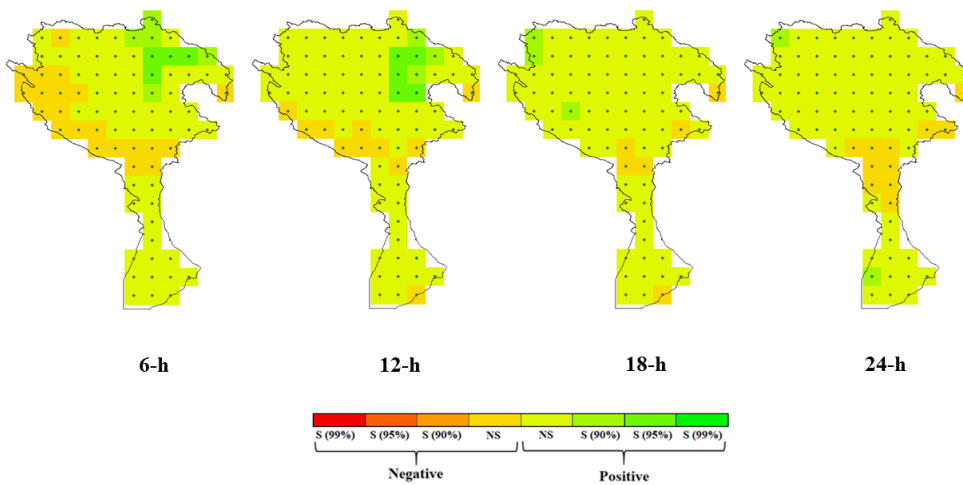 6-h 12-h 18-h 24-h
S (99%) S (95%) S (90%) NS NS S (90%) S (95%) S (99%)
Negative Positive